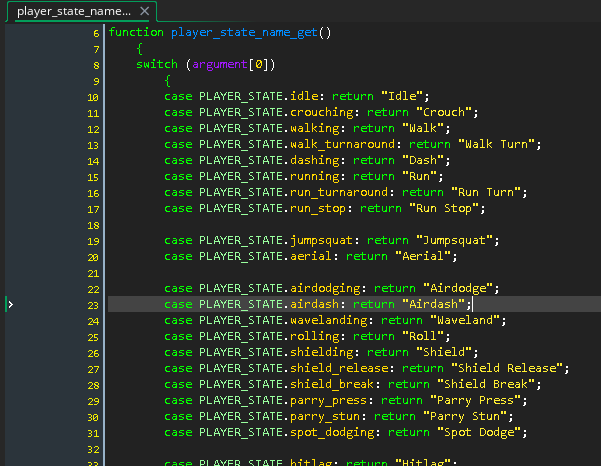 player_state_name... ×
6 function player_state_name_get()
7 {
8 switch (argument[0])
9 {
10 case PLAYER_STATE.idle: return "Idle";
11 case PLAYER_STATE.crouching: return "Crouch";
12 case PLAYER_STATE.walking: return "Walk";
13 case PLAYER_STATE.walk_turnaround: return "Walk Turn";
14 case PLAYER_STATE.dashing: return "Dash";
15 case PLAYER_STATE.running: return "Run";
16 case PLAYER_STATE.run_turnaround: return "Run Turn";
17 case PLAYER_STATE.run_stop: return "Run Stop";
18
19 case PLAYER_STATE.jumpsquat: return "Jumpsquat";
20 case PLAYER_STATE.aerial: return "Aerial";
21
22 case PLAYER_STATE.airdodging: return "Airdodge";
23 case PLAYER_STATE.airdash: return "Airdash";
24 case PLAYER_STATE.wavelanding: return "Waveland";
25 case PLAYER_STATE.rolling: return "Roll";
26 case PLAYER_STATE.shielding: return "Shield";
27 case PLAYER_STATE.shield_release: return "Shield Release";
28 case PLAYER_STATE.shield_break: return "Shield Break";
29 case PLAYER_STATE.parry_press: return "Parry Press";
30 case PLAYER_STATE.parry_stun: return "Parry Stun";
31 case PLAYER_STATE.spot_dodging: return "Spot Dodge";
32
33 case PLAYER_STATE.hitlag: return "Hitlag";